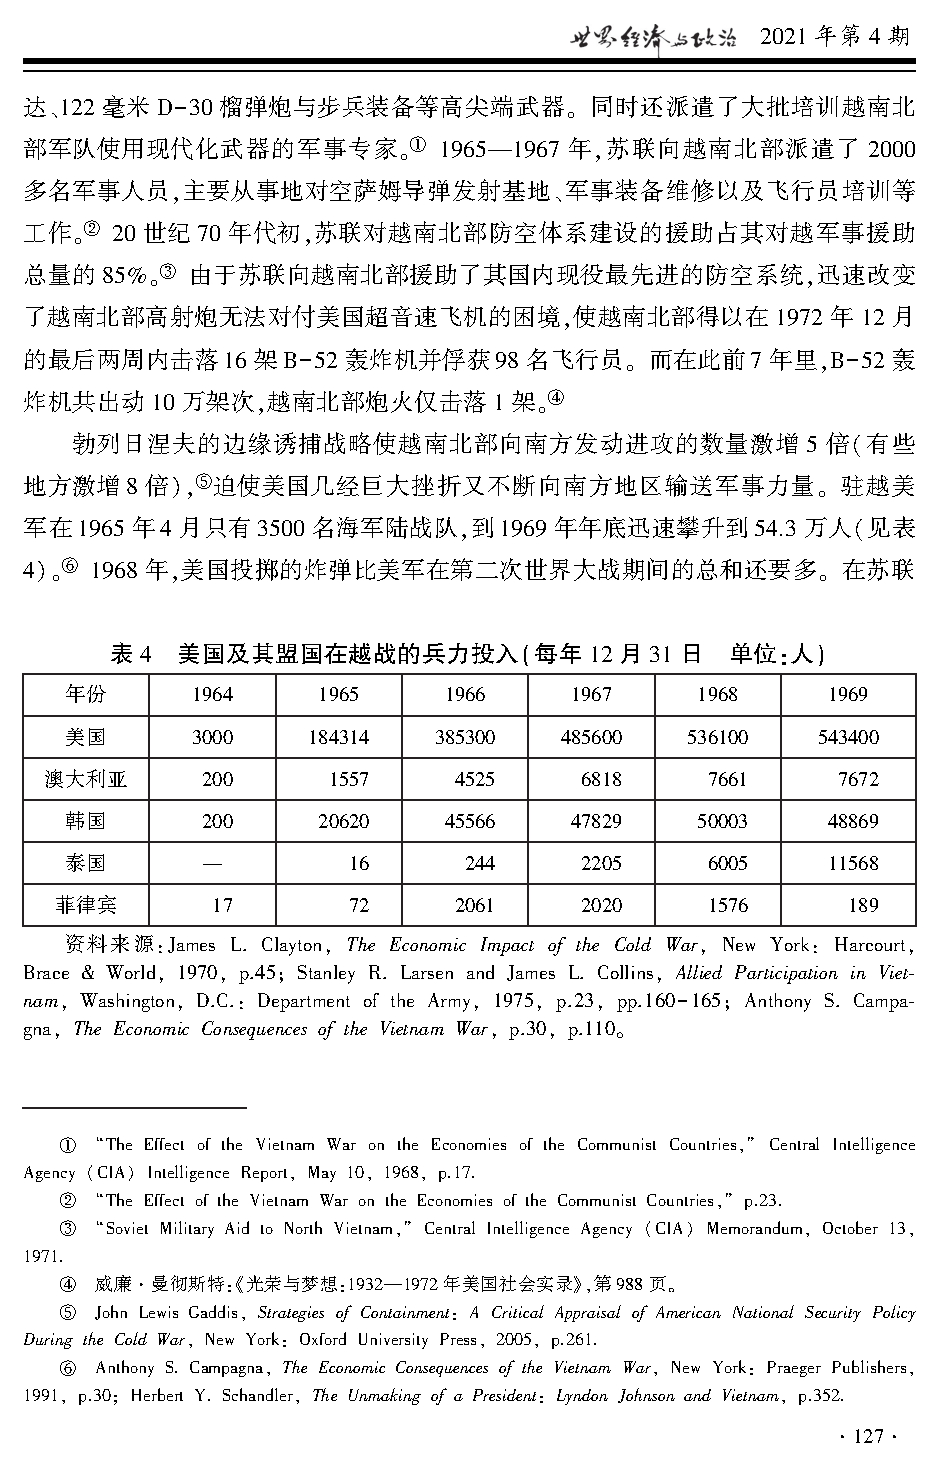 世界经济与政治 2021 年第 4 期
达、122 毫米 D-30 榴弹炮与步兵装备等高尖端武器。同时还派遣了大批培训越南北
部军队使用现代化武器的军事专家。① 1965—1967 年,苏联向越南北部派遣了 2000
多名军事人员,主要从事地对空萨姆导弹发射基地、军事装备维修以及飞行员培训等
工作。② 20 世纪 70 年代初,苏联对越南北部防空体系建设的援助占其对越军事援助
总量的 85%。③ 由于苏联向越南北部援助了其国内现役最先进的防空系统,迅速改变
了越南北部高射炮无法对付美国超音速飞机的困境,使越南北部得以在 1972 年 12 月
的最后两周内击落 16 架 B-52 轰炸机并俘获 98 名飞行员。而在此前 7 年里,B-52 轰
炸机共出动 10 万架次,越南北部炮火仅击落 1 架。④
勃列日涅夫的边缘诱捕战略使越南北部向南方发动进攻的数量激增 5 倍(有些
地方激增 8 倍),⑤迫使美国几经巨大挫折又不断向南方地区输送军事力量。驻越美
军在 1965 年 4 月只有 3500 名海军陆战队,到 1969 年年底迅速攀升到 54.3 万人(见表
4)。⑥ 1968 年,美国投掷的炸弹比美军在第二次世界大战期间的总和还要多。在苏联
表 4 美国及其盟国在越战的兵力投入(每年 12 月 31 日 单位:人)
年份 1964 1965 1966 1967 1968 1969
美国 3000 184314 385300 485600 536100 543400
澳大利亚 200 1557 4525 6818 7661 7672
韩国 200 20620 45566 47829 50003 48869
泰国 — 16 244 2205 6005 11568
菲律宾 17 72 2061 2020 1576 189
资料来源:James L. Clayton, The Economic Impact of the Cold War, New York: Harcourt,
Brace & World, 1970, p.45; Stanley R. Larsen and James L. Collins, Allied Participation in Viet-
nam, Washington, D.C.: Department of the Army, 1975, p.23, pp.160-165; Anthony S. Campa-
gna, The Economic Consequences of the Vietnam War, p.30, p.110。
① “The Effect of the Vietnam War on the Economies of the Communist Countries,” Central Intelligence
Agency (CIA) Intelligence Report, May 10, 1968, p.17.
② “The Effect of the Vietnam War on the Economies of the Communist Countries,” p.23.
③ “Soviet Military Aid to North Vietnam,” Central Intelligence Agency (CIA) Memorandum, October 13,
1971.
④ 威廉·曼彻斯特:《光荣与梦想:1932—1972 年美国社会实录》,第 988 页。
⑤ John Lewis Gaddis, Strategies of Containment: A Critical Appraisal of American National Security Policy
During the Cold War, New York: Oxford University Press, 2005, p.261.
⑥ Anthony S. Campagna, The Economic Consequences of the Vietnam War, New York: Praeger Publishers,
1991, p.30; Herbert Y. Schandler, The Unmaking of a President: Lyndon Johnson and Vietnam, p.352.
· 127 ·